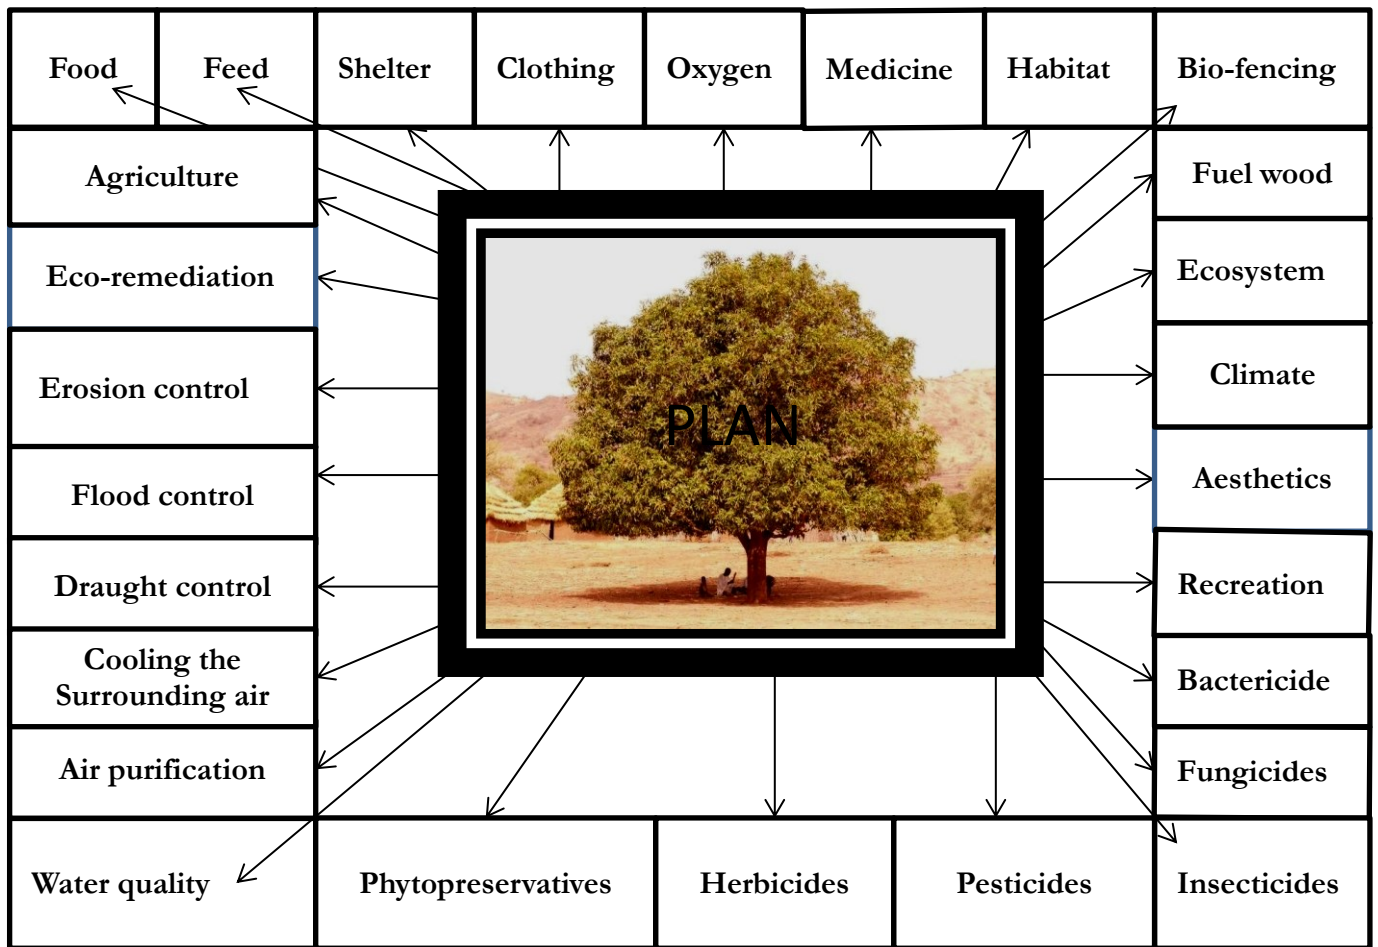 Food
Feed
Shelter
Clothing
Oxygen
Medicine
Habitat
Bio-fencing
Agriculture
Fuel wood
Eco-remediation
Ecosystem
Erosion control
Climate
PLAN
Flood control
Aesthetics
Draught control
Recreation
Cooling the
Surrounding air
Bactericide
Air purification
Fungicides
Water quality
Phytopreservatives
Herbicides
Pesticides
Insecticides